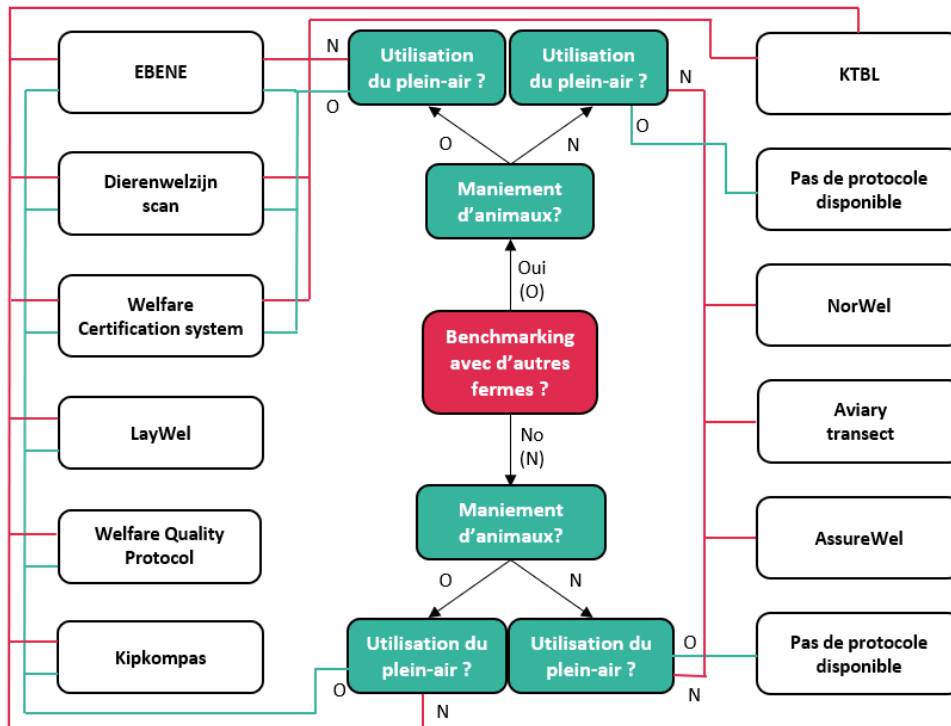 EBENE
N
O
Utilisation
du plein-air ?
Utilisation
du plein-air ?
N
O
KTBL
O
N
Dierenwelzijn
scan
Maniement
d'animaux?
Pas de protocole
disponible
Oui
(O)
Welfare
Certification system
Benchmarking
avec d'autres
fermes ?
NorWel
LayWel
No
(N)
Aviary
transect
Welfare Quality
Protocol
Maniement
d'animaux?
AssureWel
O
N
Kipkompas
Utilisation du
plein-air ?
Utilisation du
plein-air ?
O
Pas de protocole
disponible
O
N
N